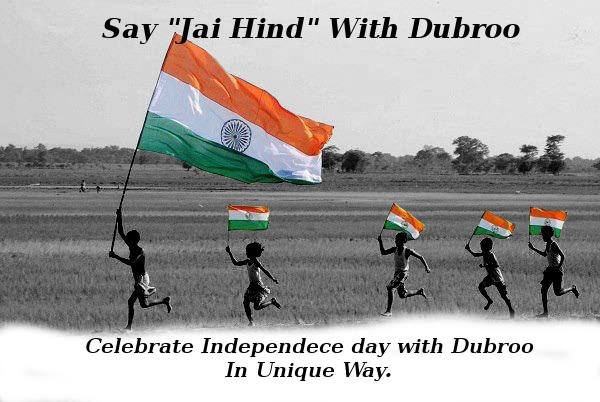 Say "Jai Hind" With Dubroo
Celebrate Independece day with Dubroo
In Unique Way.